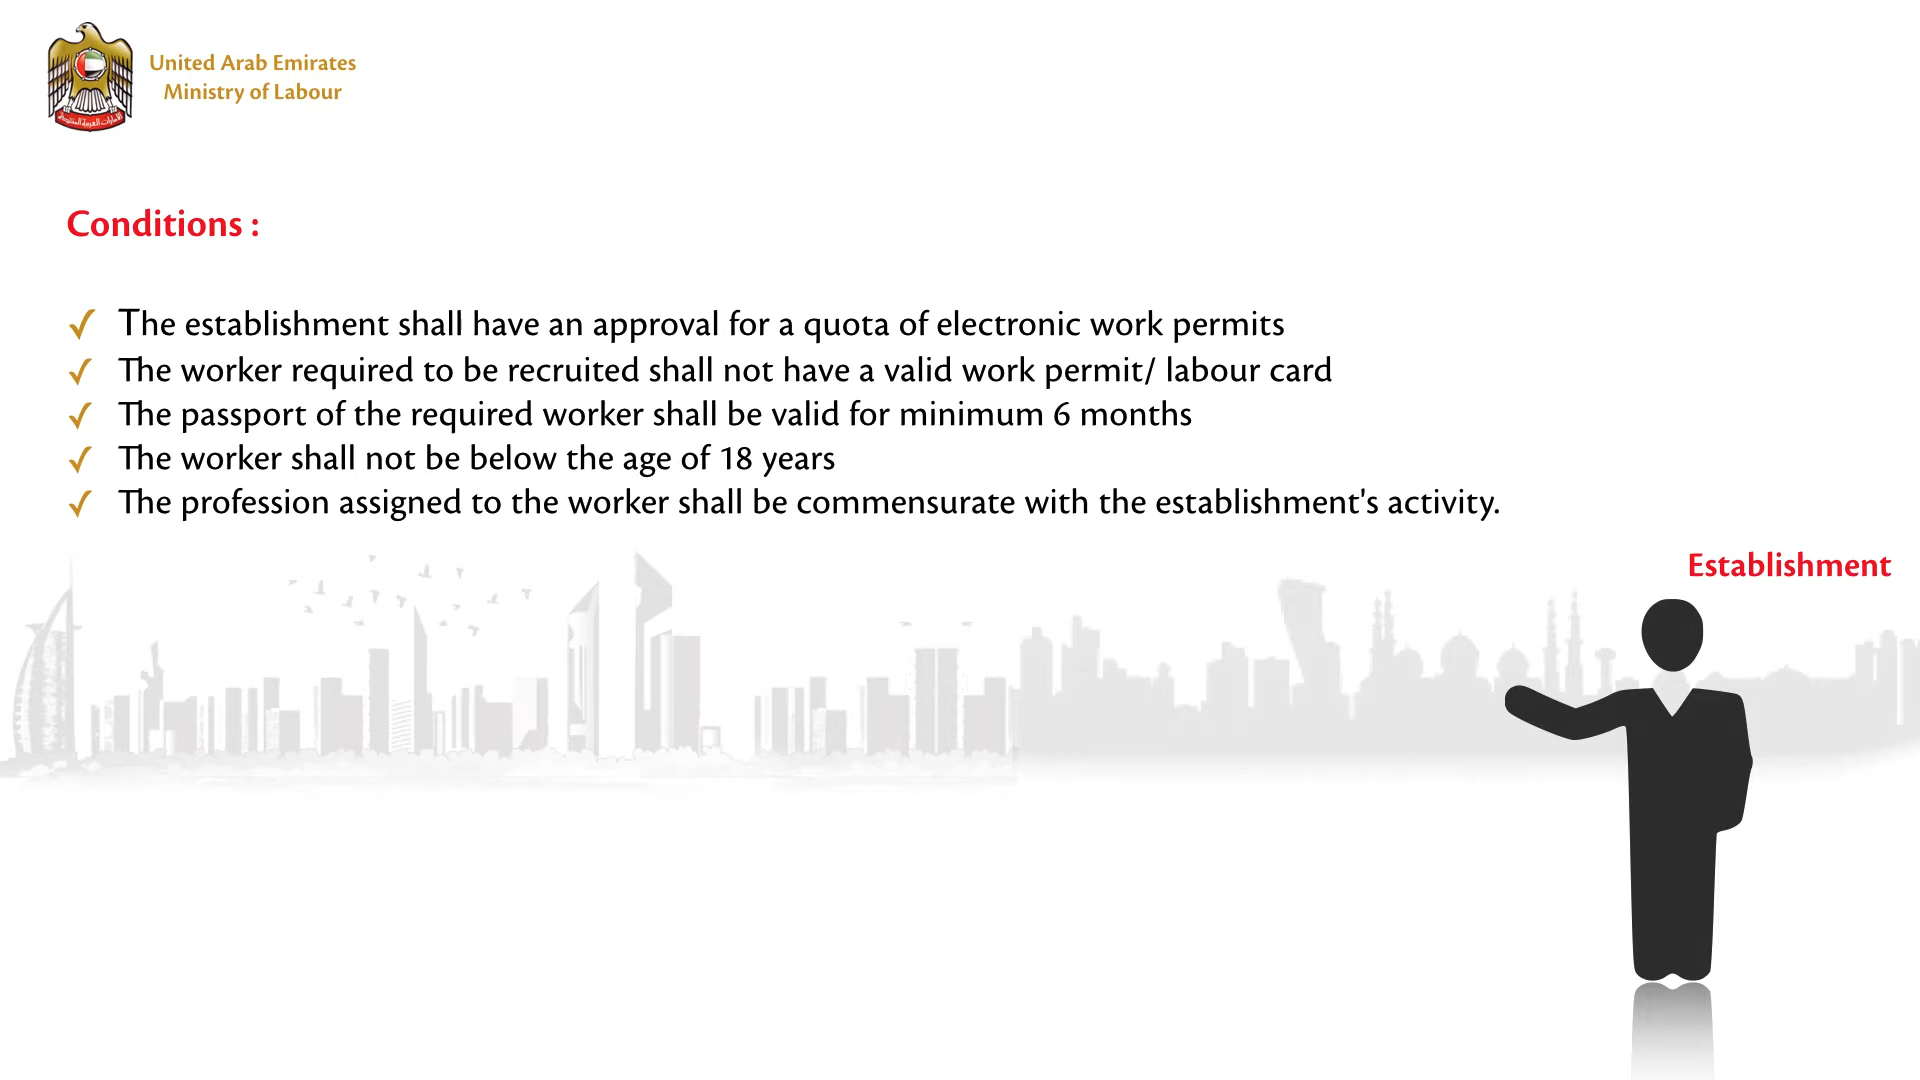 United Arab Emirates
Ministry of Labour
Conditions :
✓ The establishment shall have an approval for a quota of electronic work permits
✓ The worker required to be recruited shall not have a valid work permit/ labour card
✓ The passport of the required worker shall be valid for minimum 6 months
✓ The worker shall not be below the age of 18 years
✓ The profession assigned to the worker shall be commensurate with the establishment's activity.
Establishment